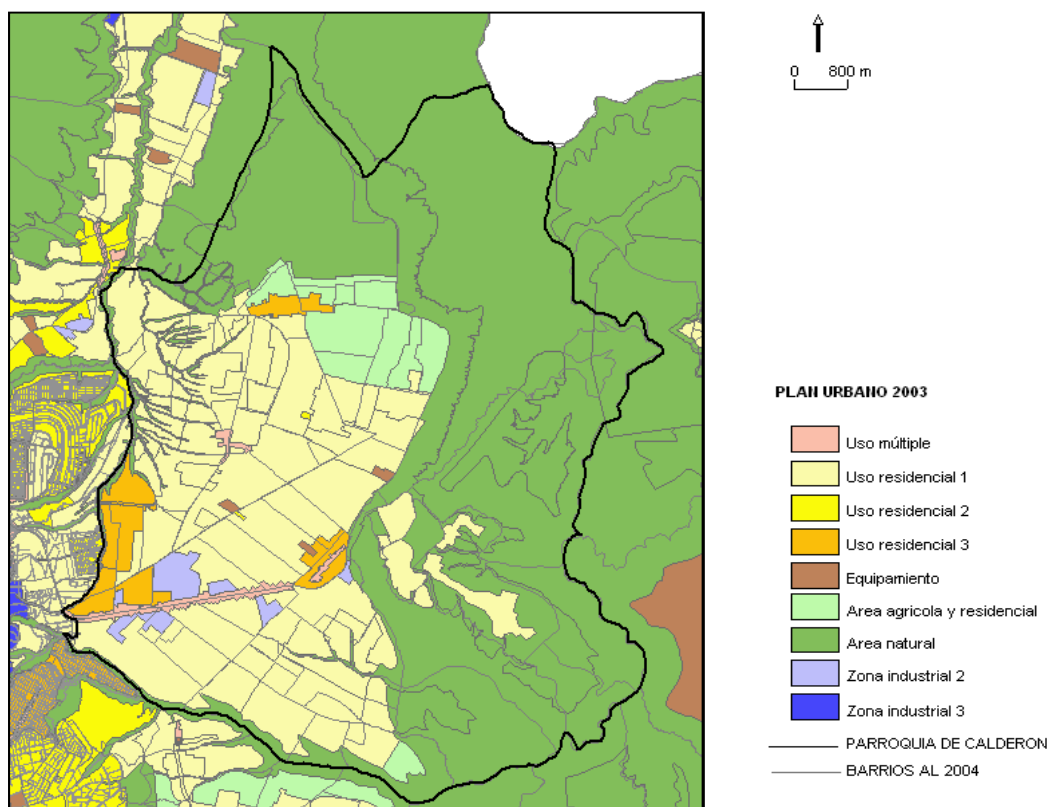 0 800 m
PLAN URBANO 2003
Uso múltiple
Uso residencial 1
Uso residencial 2
Uso residencial 3
Equipamiento
Area agricola y residencial
Area natural
Zona industrial 2
Zona industrial 3
PARROQUIA DE CALDERON
BARRIOS AL 2004